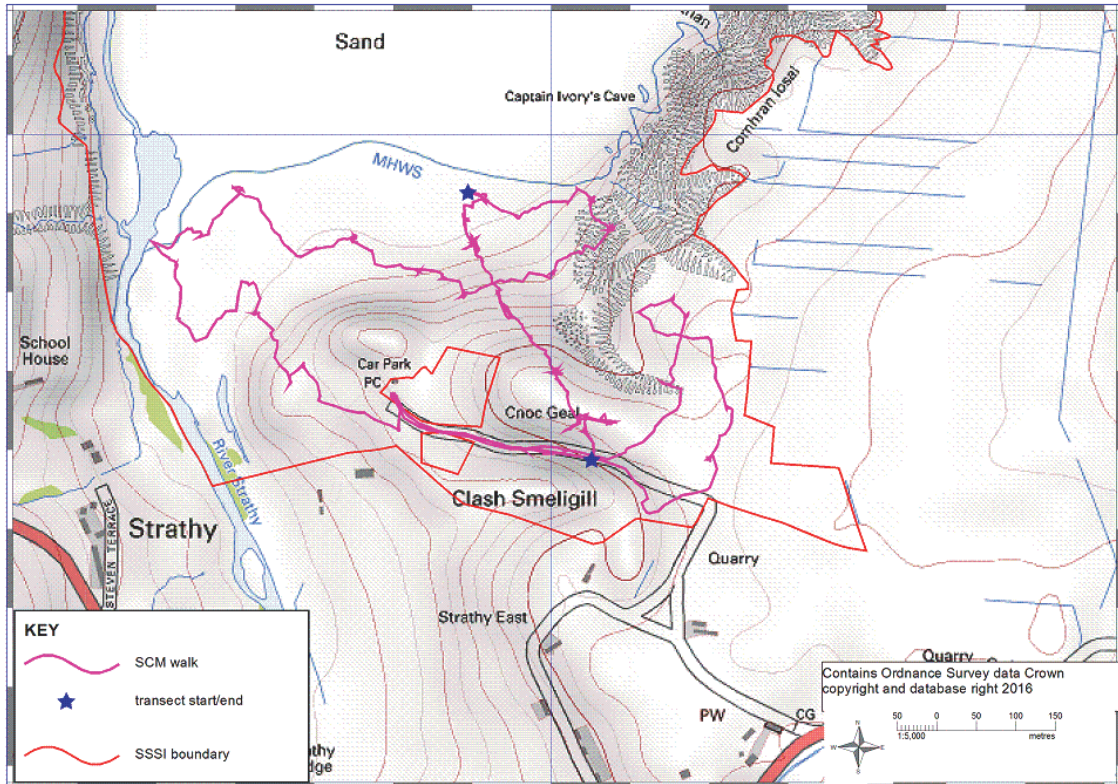 Sand
Captain Ivory's Cave
Cornhran Iosal
MHWS
School
House
Car Park
PC
Cnoc Geal
River Strathy
Clash Smeligill
Strathy
STEVEN TERRACE
Quarry
Strathy East
Quarry
PW
CG
KEY
SCM walk
transect start/end
SSSI boundary
Contains Ordnance Survey data Crown
copyright and database right 2016
50 0 50 100 150
1:5,000 metres
N
W E
S